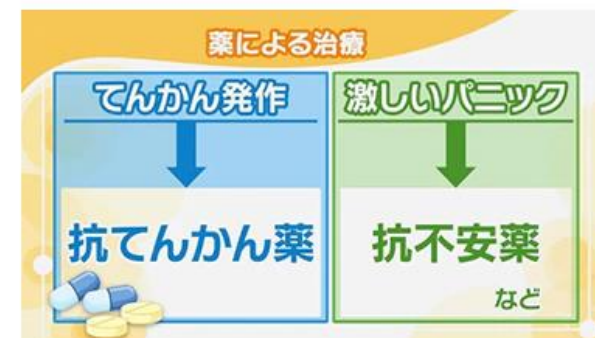 薬による治療
てんかん発作
抗てんかん薬
激しいパニック
抗不安薬
など